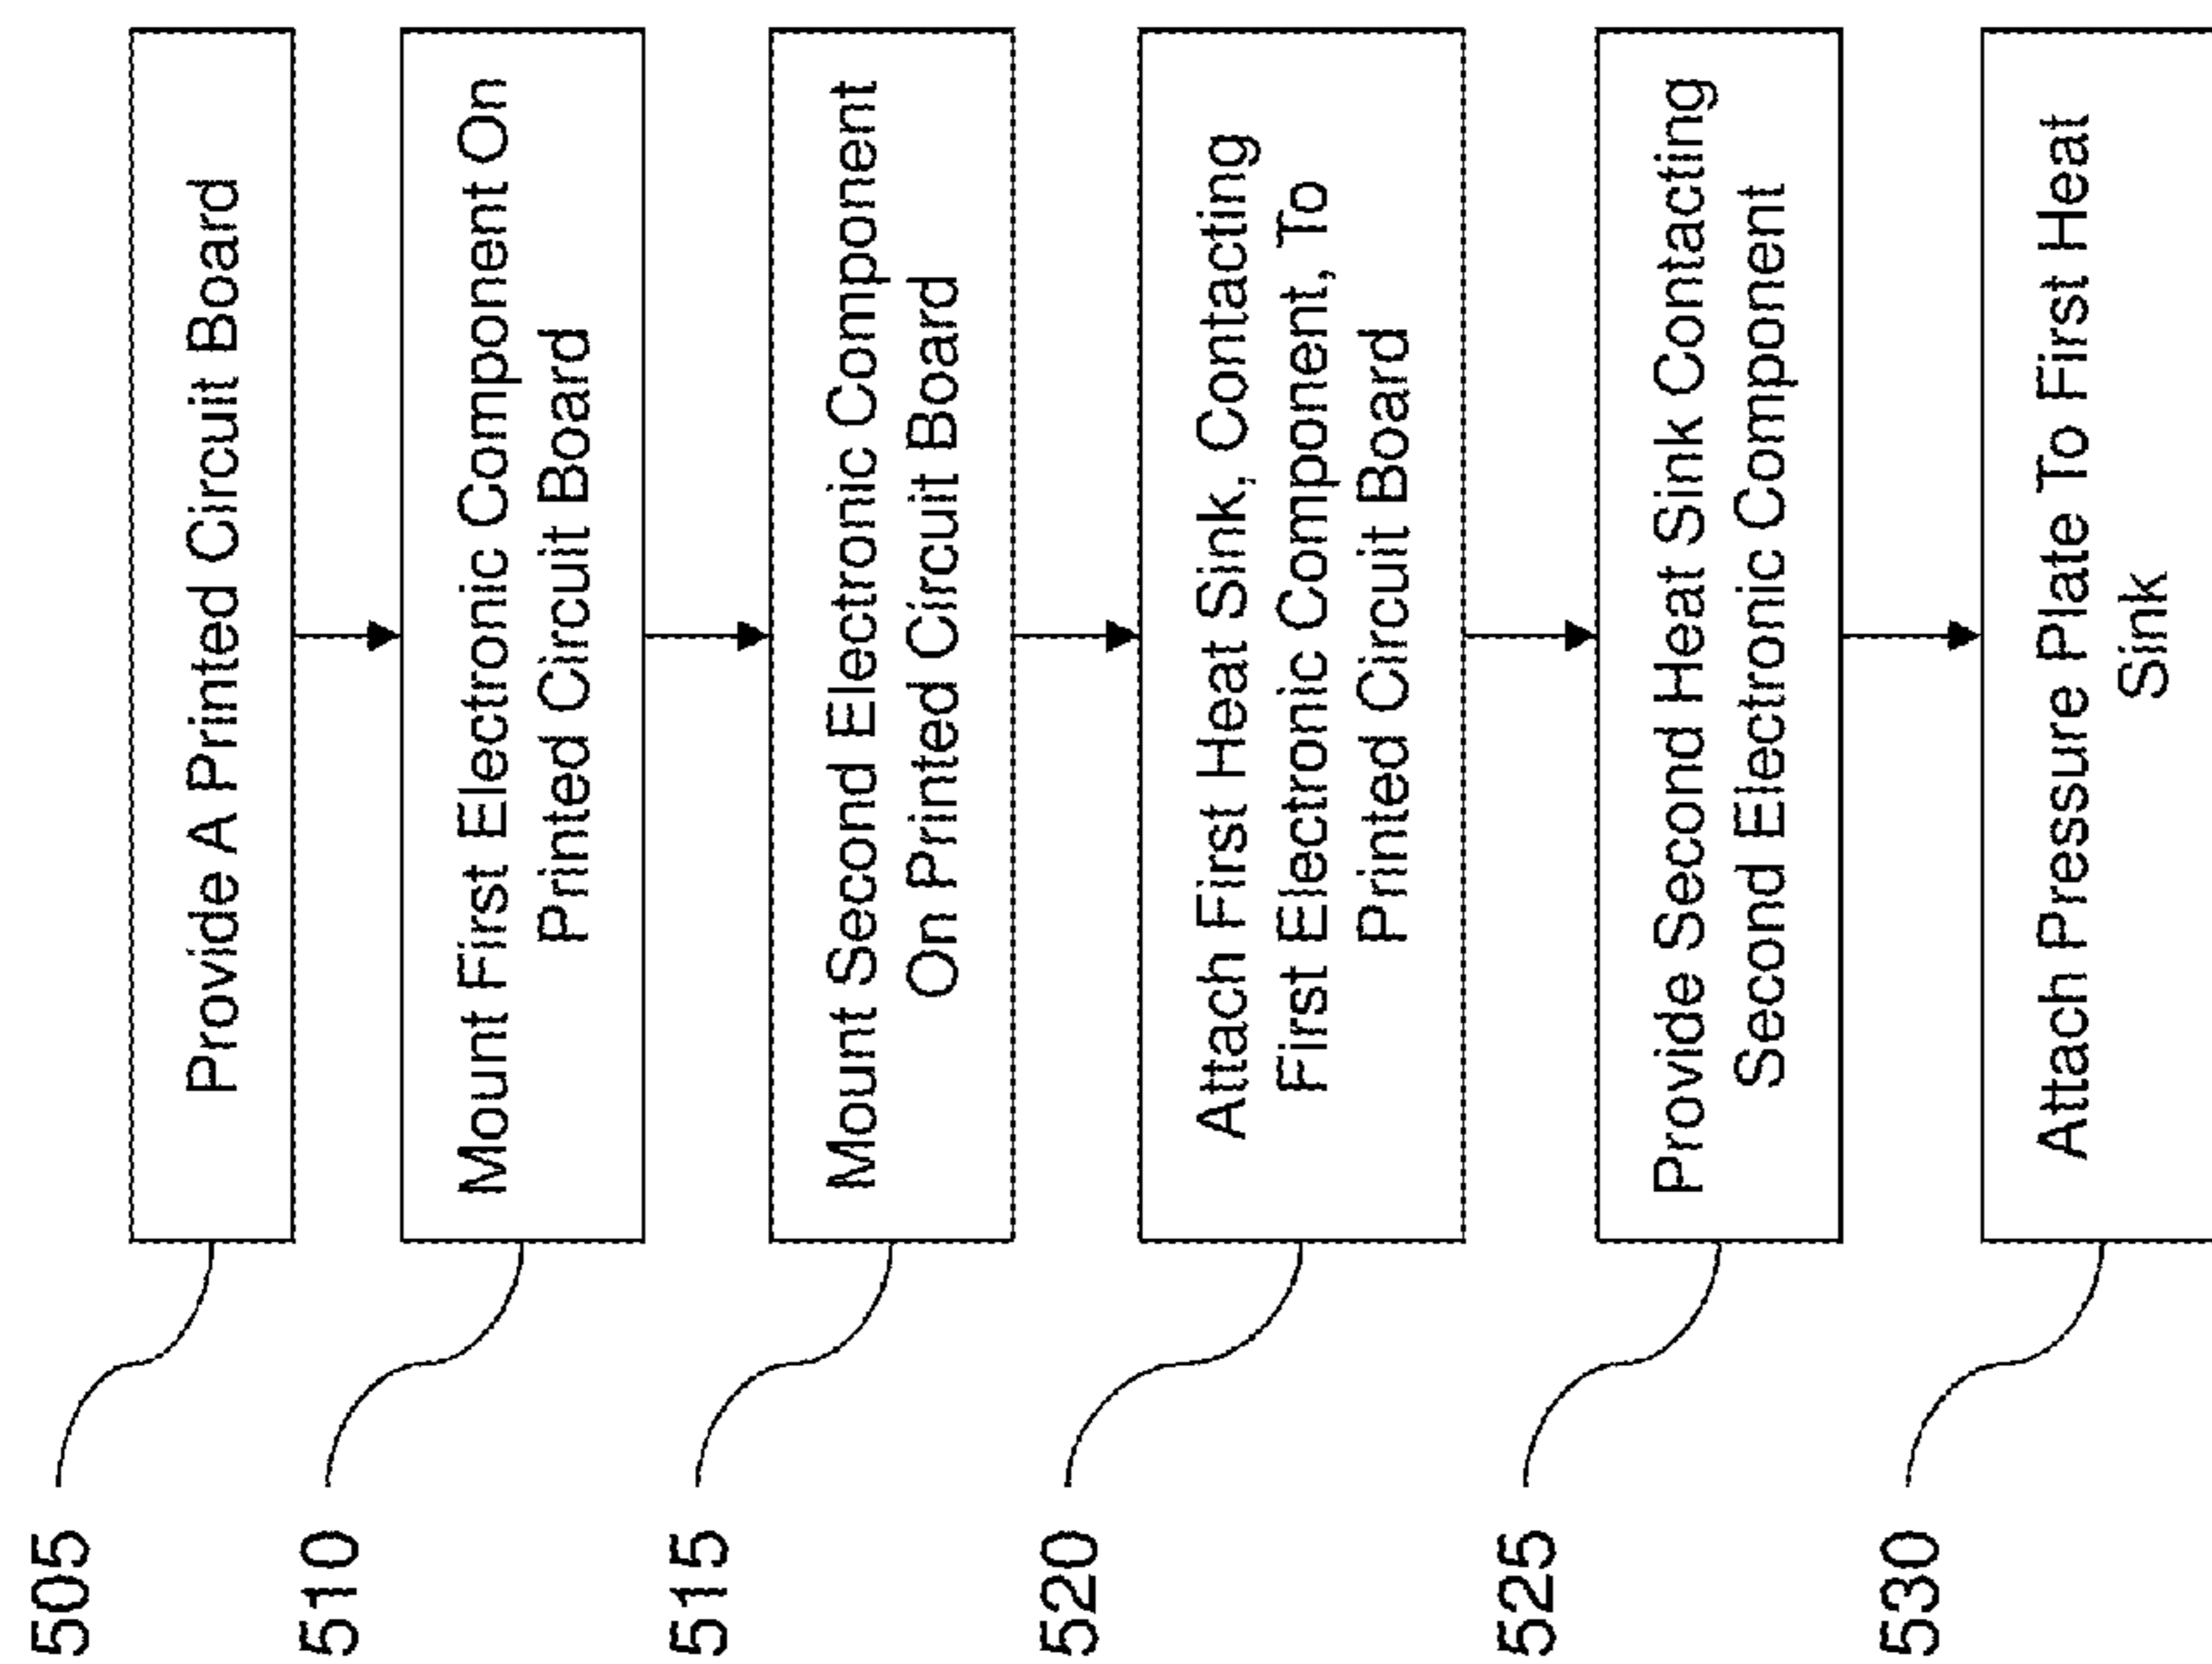 505
Provide A Printed Circuit Board
510
Mount First Electronic Component On
Printed Circuit Board
515
Mount Second Electronic Component
On Printed Circuit Board
520
Attach First Heat Sink, Contacting
First Electronic Component, To
Printed Circuit Board
525
Provide Second Heat Sink Contacting
Second Electronic Component
530
Attach Pressure Plate To First Heat
Sink